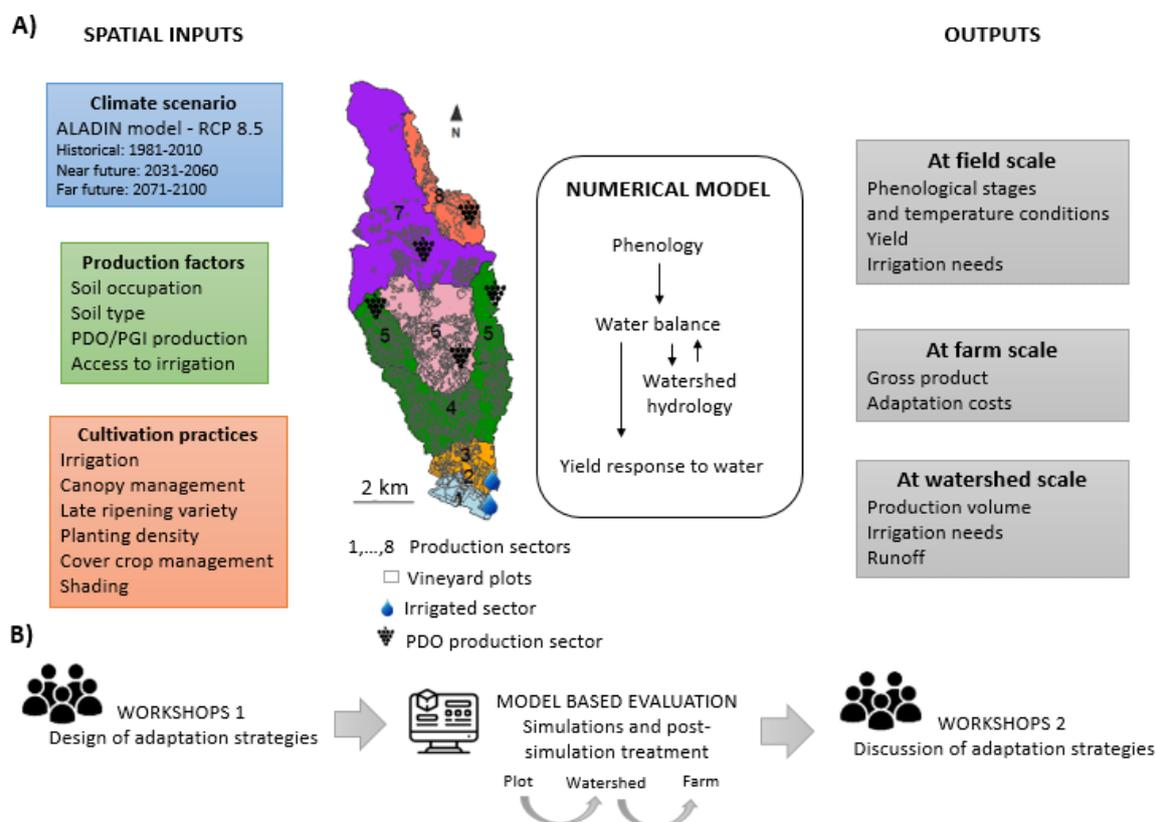 A)
SPATIAL INPUTS
Climate scenario
ALADIN model - RCP 8.5
Historical: 1981-2010
Near future: 2031-2060
Far future: 2071-2100
Production factors
Soil occupation
Soil type
PDO/PGI production
Access to irrigation
Cultivation practices
Irrigation
Canopy management
Late ripening variety
Planting density
Cover crop management
Shading
N
8
7
5
6
5
4
3
2
1
2 km
1,...,8 Production sectors
Vineyard plots
Irrigated sector
PDO production sector
NUMERICAL MODEL
Phenology
Water balance
Watershed
hydrology
Yield response to water
OUTPUTS
At field scale
Phenological stages
and temperature conditions
Yield
Irrigation needs
At farm scale
Gross product
Adaptation costs
At watershed scale
Production volume
Irrigation needs
Runoff
B)
WORKSHOPS 1
Design of adaptation strategies
MODEL BASED EVALUATION
Simulations and post-
simulation treatment
Plot Watershed Farm
WORKSHOPS 2
Discussion of adaptation strategies